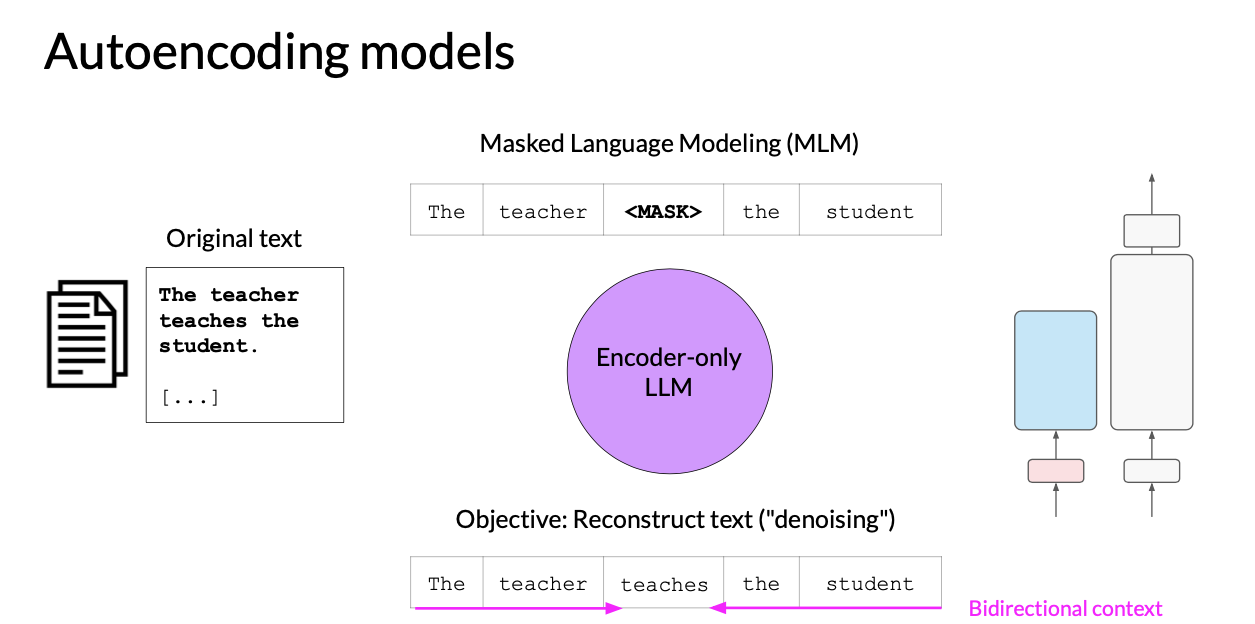 Autoencoding models
Masked Language Modeling (MLM)
The teacher <MASK> the student
Original text
The teacher
teaches the
student.
[...]
Encoder-only
LLM
Objective: Reconstruct text ("denoising")
The teacher teaches the student
Bidirectional context